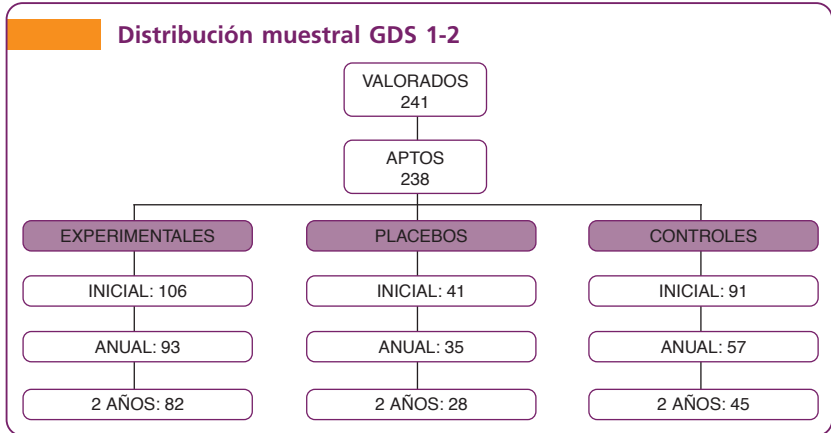 Distribución muestral GDS 1-2
VALORADOS
241
APTOS
238
EXPERIMENTALES
PLACEBOS
CONTROLES
INICIAL: 106
INICIAL: 41
INICIAL: 91
ANUAL: 93
ANUAL: 35
ANUAL: 57
2 AÑOS: 82
2 AÑOS: 28
2 AÑOS: 45